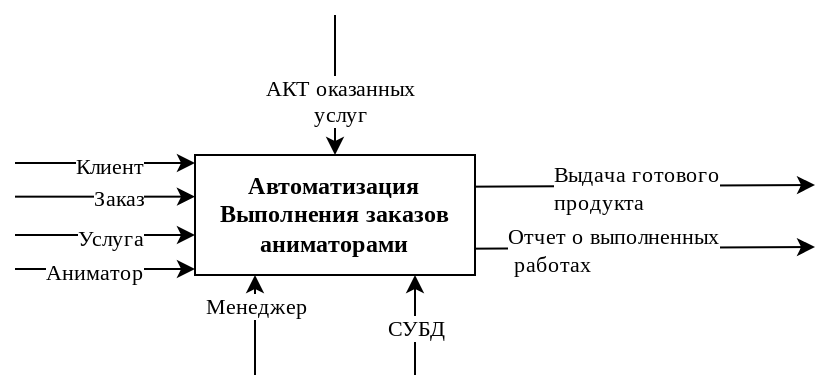 АКТ оказанных
услуг
Клиент
Заказ
Услуга
Аниматор
Автоматизация
Выполнения заказов
аниматорами
Выдача готового
продукта
Отчет о выполненных
работах
Менеджер
СУБД